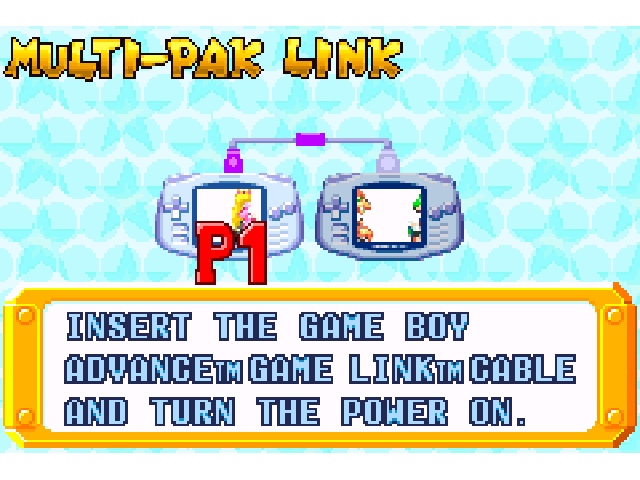 MULTI-PAK LINK
P1
INSERT THE GAME BOY
ADVANCE™ GAME LINK™ CABLE
AND TURN THE POWER ON.